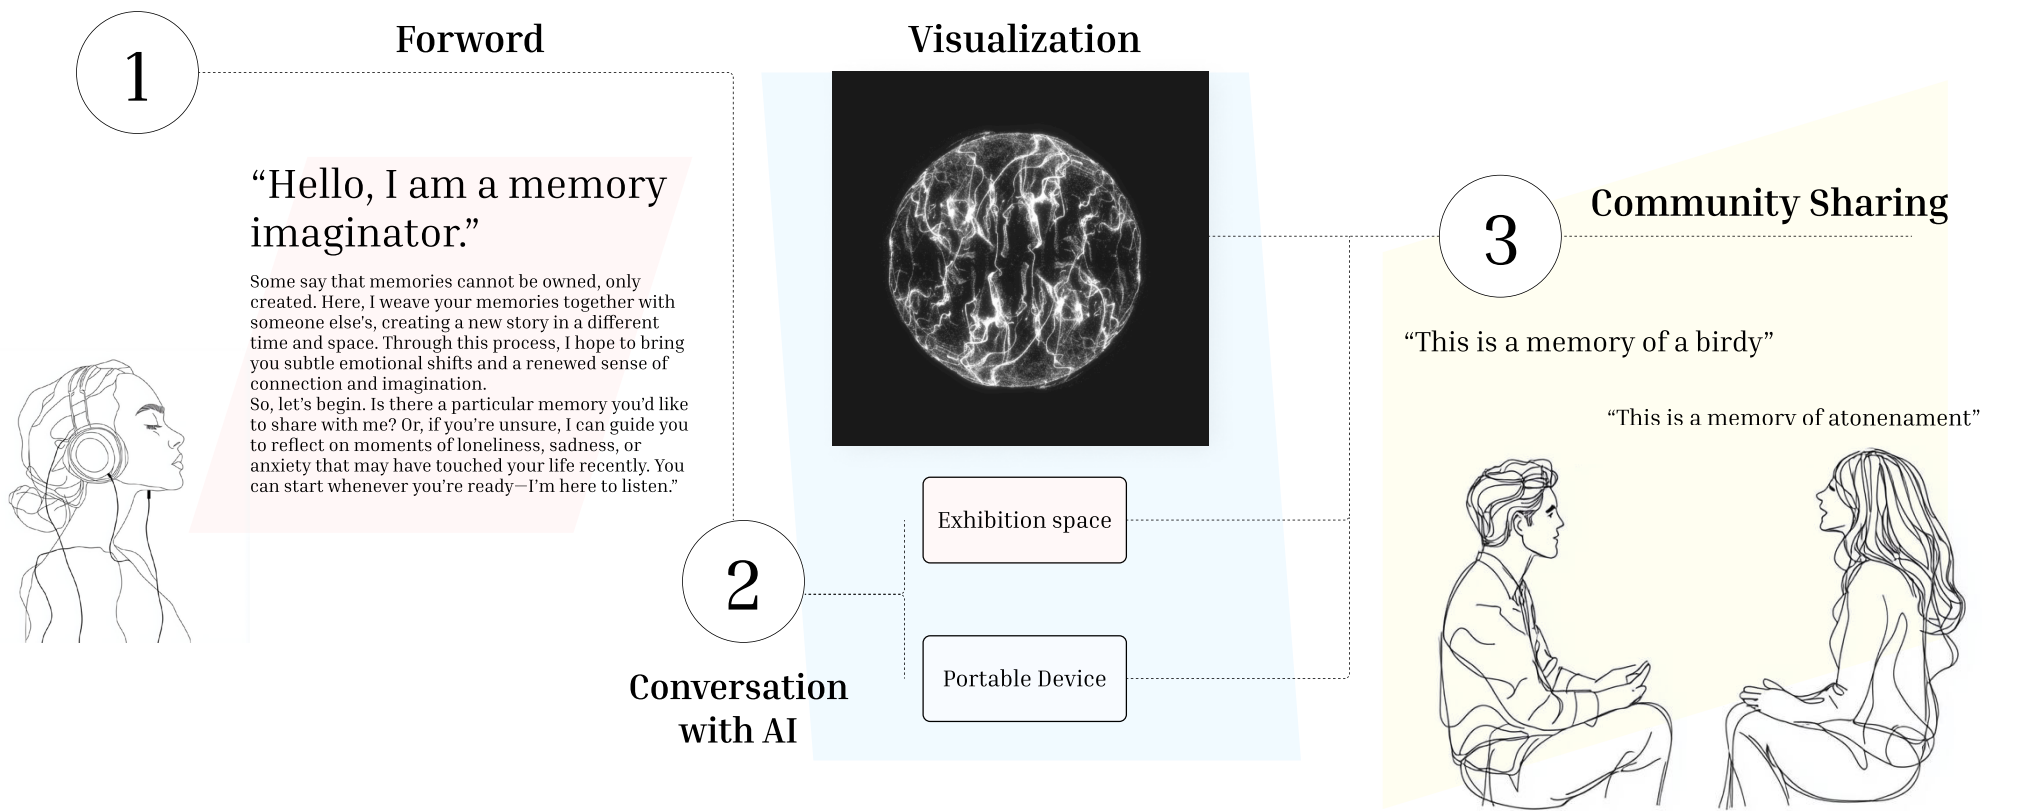 1
Forword
“Hello, I am a memory
imaginator.”
Some say that memories cannot be owned, only
created. Here, I weave your memories together with
someone else's, creating a new story in a different
time and space. Through this process, I hope to bring
you subtle emotional shifts and a renewed sense of
connection and imagination.
So, let’s begin. Is there a particular memory you’d like
to share with me? Or, if you’re unsure, I can guide you
to reflect on moments of loneliness, sadness, or
anxiety that may have touched your life recently. You
can start whenever you’re ready—I’m here to listen.”
2
Conversation
with AI
Visualization
Exhibition space
Portable Device
3
Community Sharing
“This is a memory of a birdy”
“This is a memory of atonenament”